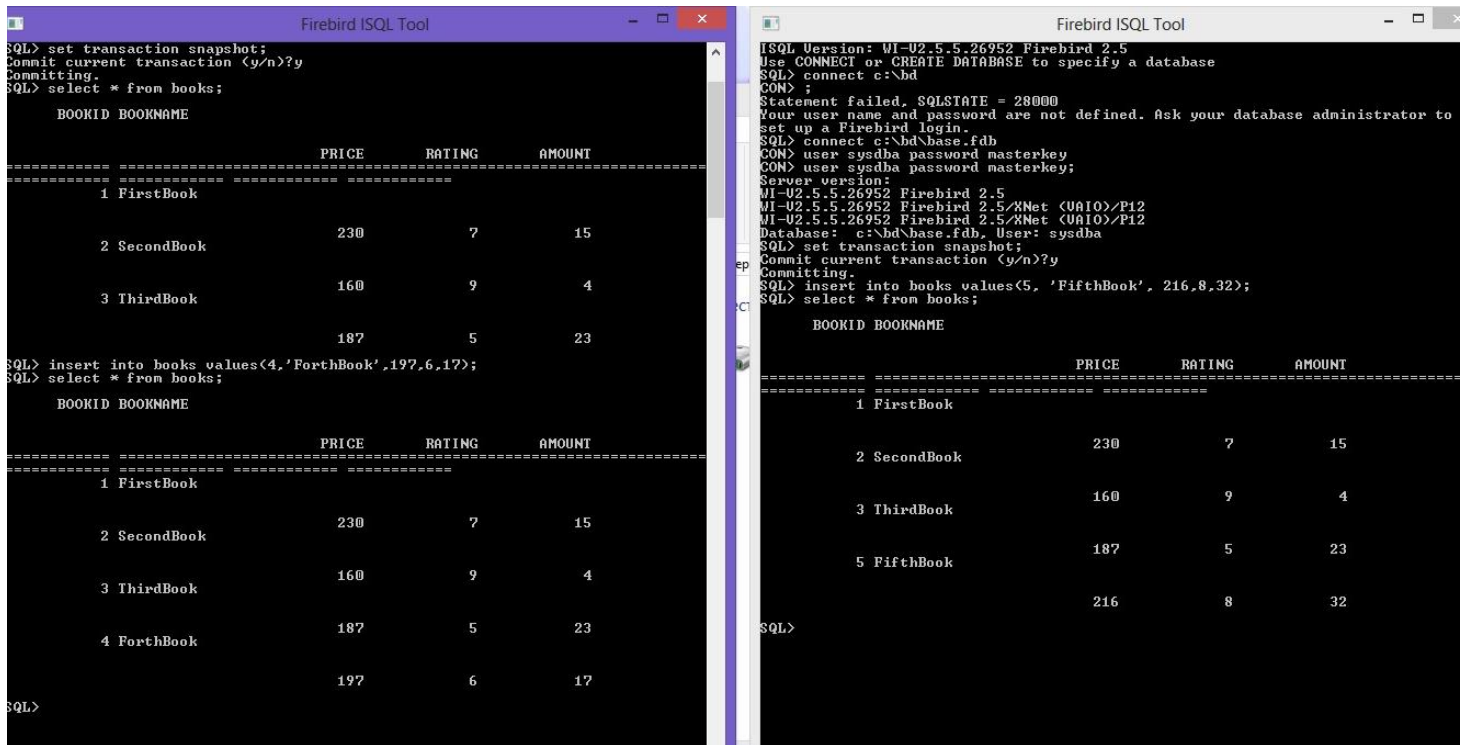 Firebird ISQL Tool
SQL> set transaction snapshot;
Commit current transaction (y/n)?y
Committing.
SQL> select * from books;
BOOKID BOOKNAME
PRICE RATING AMOUNT
============ ===============================================================
============ ============ ============ ============
1 FirstBook
230 7 15
2 SecondBook
160 9 4
3 ThirdBook
187 5 23
SQL> insert into books values(4,'ForthBook',197,6,17);
SQL> select * from books;
BOOKID BOOKNAME
PRICE RATING AMOUNT
============ ===============================================================
============ ============ ============ ============
1 FirstBook
230 7 15
2 SecondBook
160 9 4
3 ThirdBook
187 5 23
4 ForthBook
197 6 17
SQL>
Firebird ISQL Tool
ISQL Version: WI-V2.5.5.26952 Firebird 2.5
Use CONNECT or CREATE DATABASE to specify a database
SQL> connect c:\bd
CON> ;
Statement failed, SQLSTATE = 28000
Your user name and password are not defined. Ask your database administrator to
set up a Firebird login.
SQL> connect c:\bd\base.fdb
CON> user sysdba password masterkey
CON> user sysdba password masterkey;
Server version:
WI-V2.5.5.26952 Firebird 2.5
WI-V2.5.5.26952 Firebird 2.5/XNet (VAIO)/P12
WI-V2.5.5.26952 Firebird 2.5/XNet (VAIO)/P12
Database: c:\bd\base.fdb, User: sysdba
SQL> set transaction snapshot;
Commit current transaction (y/n)?y
Committing.
SQL> insert into books values(5, 'FifthBook', 216,8,32);
SQL> select * from books;
BOOKID BOOKNAME
PRICE RATING AMOUNT
============ ===============================================================
============ ============ ============ ============
1 FirstBook
230 7 15
2 SecondBook
160 9 4
3 ThirdBook
187 5 23
5 FifthBook
216 8 32
SQL>